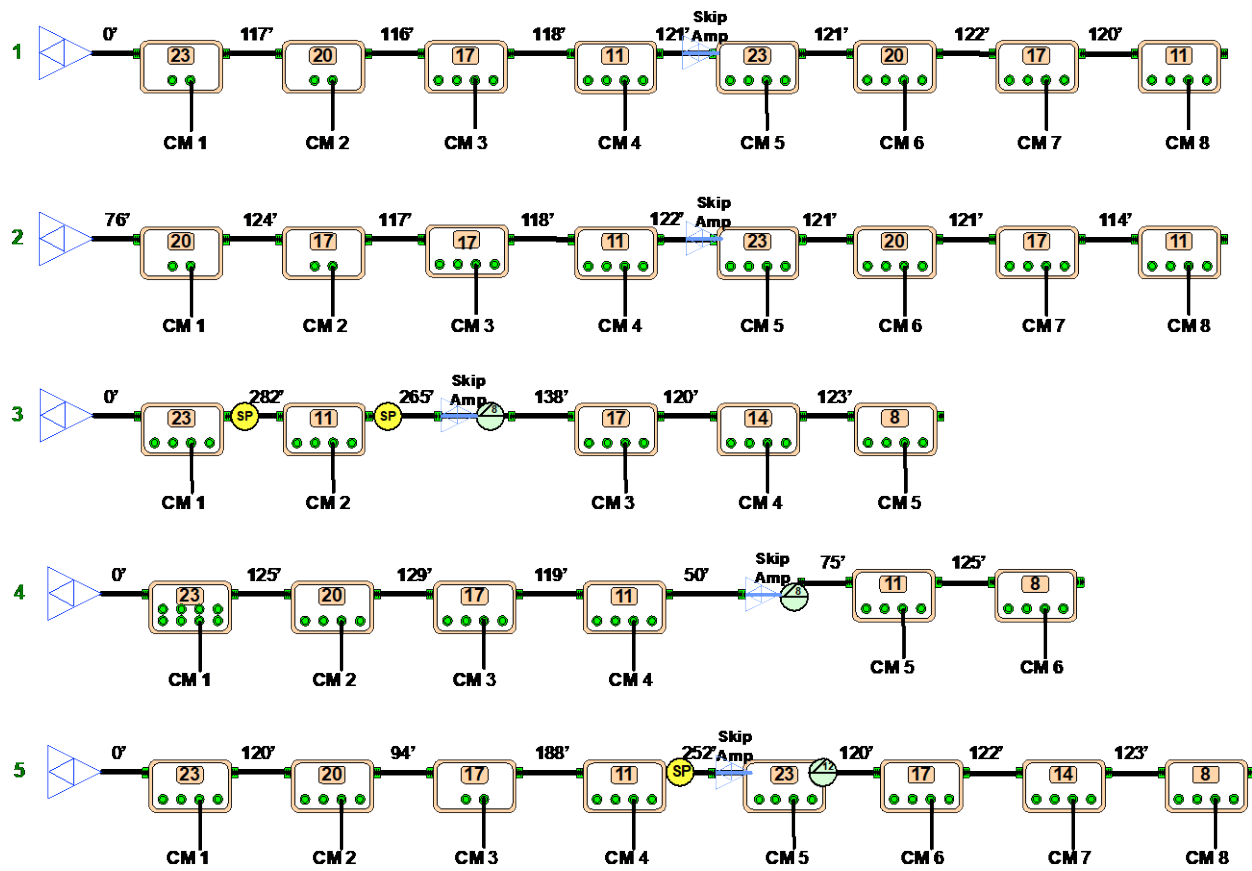 Skip
Amp
1 0’ 23 117’ 20 116’ 17 118’ 11 121’ 23 121’ 20 122’ 17 120’ 11
CM 1 CM 2 CM 3 CM 4 CM 5 CM 6 CM 7 CM 8
Skip
Amp
2 76’ 20 124’ 17 117’ 17 118’ 11 122’ 23 121’ 20 121’ 17 114’ 11
CM 1 CM 2 CM 3 CM 4 CM 5 CM 6 CM 7 CM 8
Skip
Amp
3 0’ 23 SP 282’ 11 SP 265’ 8 138’ 17 120’ 14 123’ 8
CM 1 CM 2 CM 3 CM 4 CM 5
Skip
Amp
4 0’ 23 125’ 20 129’ 17 119’ 11 50’ 8 75’ 11 125’ 8
CM 1 CM 2 CM 3 CM 4 CM 5 CM 6
Skip
Amp
5 0’ 23 120’ 20 94’ 17 188’ 11 SP 252’ 23 12 120’ 17 122’ 14 123’ 8
CM 1 CM 2 CM 3 CM 4 CM 5 CM 6 CM 7 CM 8